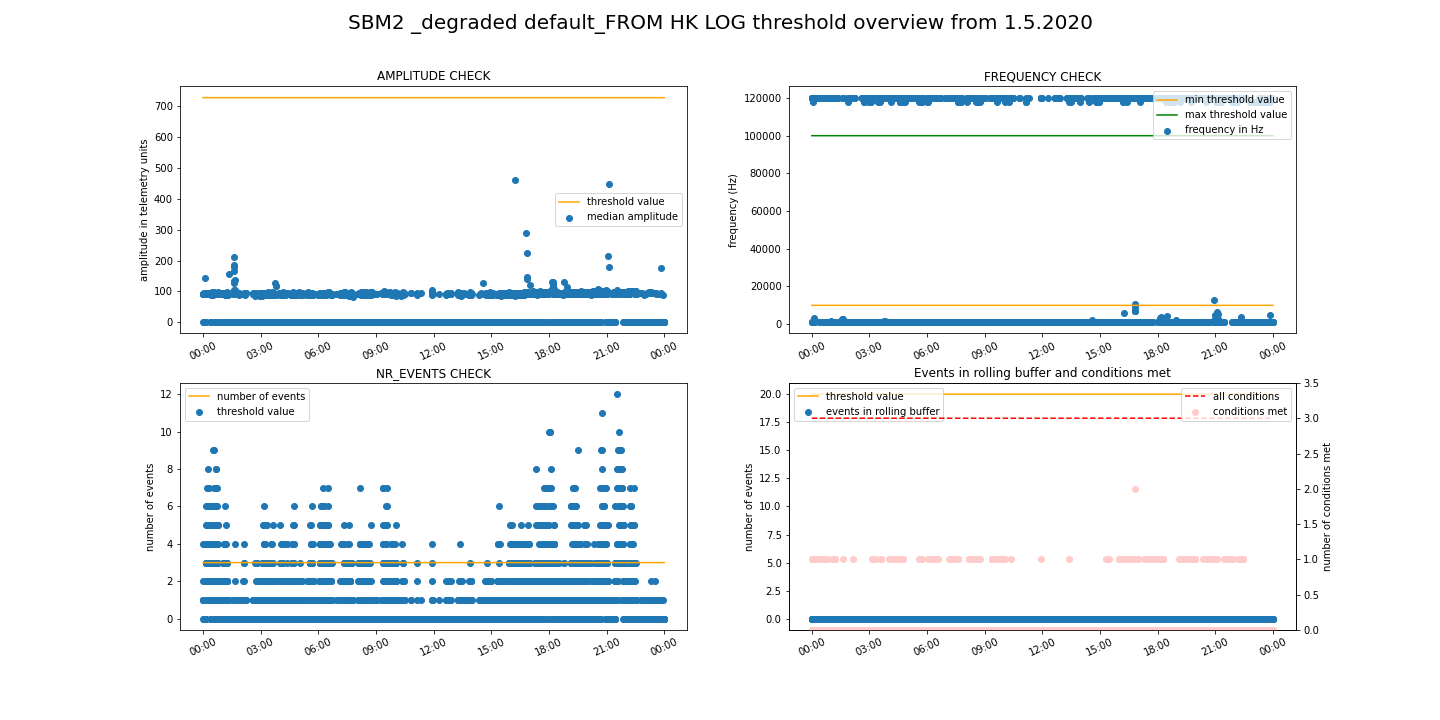 SBM2 _degraded default_FROM HK LOG threshold overview from 1.5.2020
AMPLITUDE CHECK
amplitude in telemetry units
700
600
500
400
300
200
100
0
threshold value
median amplitude
00:00 03:00 06:00 09:00 12:00 15:00 18:00 21:00 00:00
FREQUENCY CHECK
frequency (Hz)
120000
100000
80000
60000
40000
20000
0
min threshold value
max threshold value
frequency in Hz
00:00 03:00 06:00 09:00 12:00 15:00 18:00 21:00 00:00
NR_EVENTS CHECK
number of events
12
10
8
6
4
2
0
number of events
threshold value
00:00 03:00 06:00 09:00 12:00 15:00 18:00 21:00 00:00
Events in rolling buffer and conditions met
number of events
20.0
17.5
15.0
12.5
10.0
7.5
5.0
2.5
0.0
threshold value
events in rolling buffer
all conditions
conditions met
3.5
3.0
2.5
2.0
1.5
1.0
0.5
0.0
number of conditions met
00:00 03:00 06:00 09:00 12:00 15:00 18:00 21:00 00:00